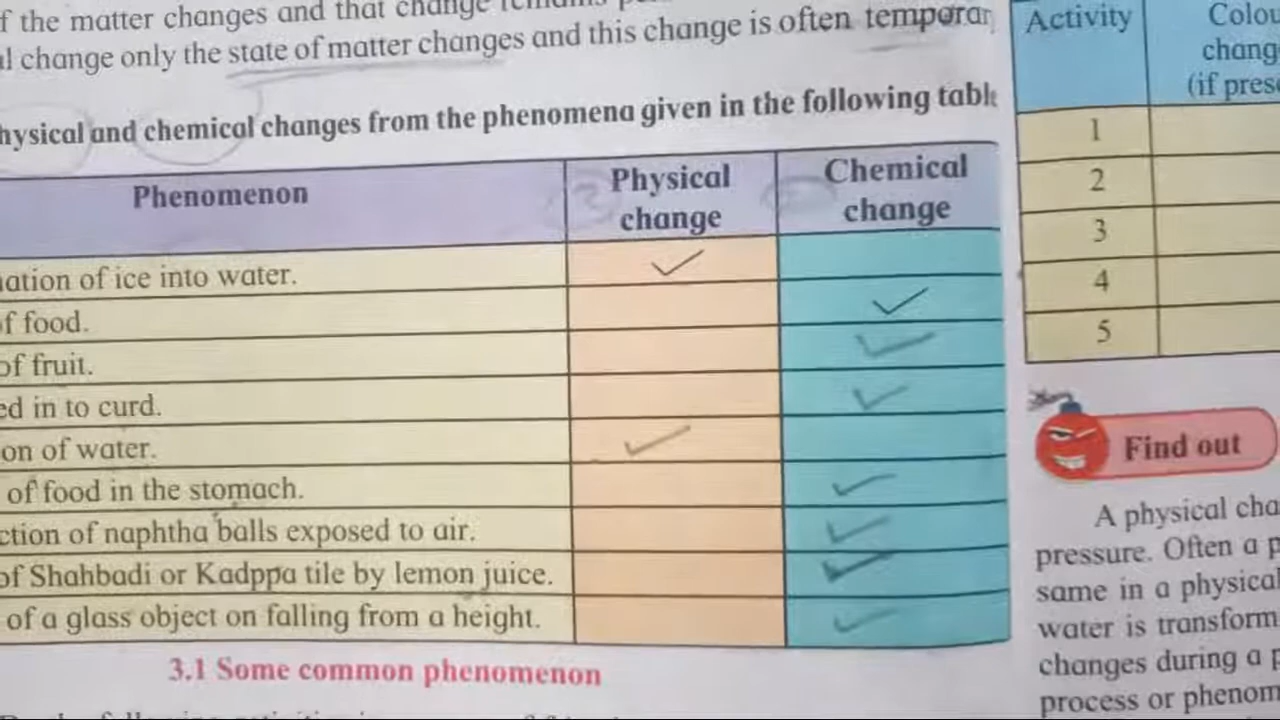 f the matter changes and that change remains
l change only the state of matter changes and this change is often temporar
hysical and chemical changes from the phenomena given in the following tabl
Phenomenon
Physical change
Chemical change
ation of ice into water.
f food.
of fruit.
ed in to curd.
on of water.
of food in the stomach.
ction of naphtha balls exposed to air.
of Shahbadi or Kadppa tile by lemon juice.
of a glass object on falling from a height.
3.1 Some common phenomenon
Activity
Colou
chang
(if prese
1
2
3
4
5
Find out
A physical cha
pressure. Often a p
same in a physical
water is transform
changes during a p
process or phenom